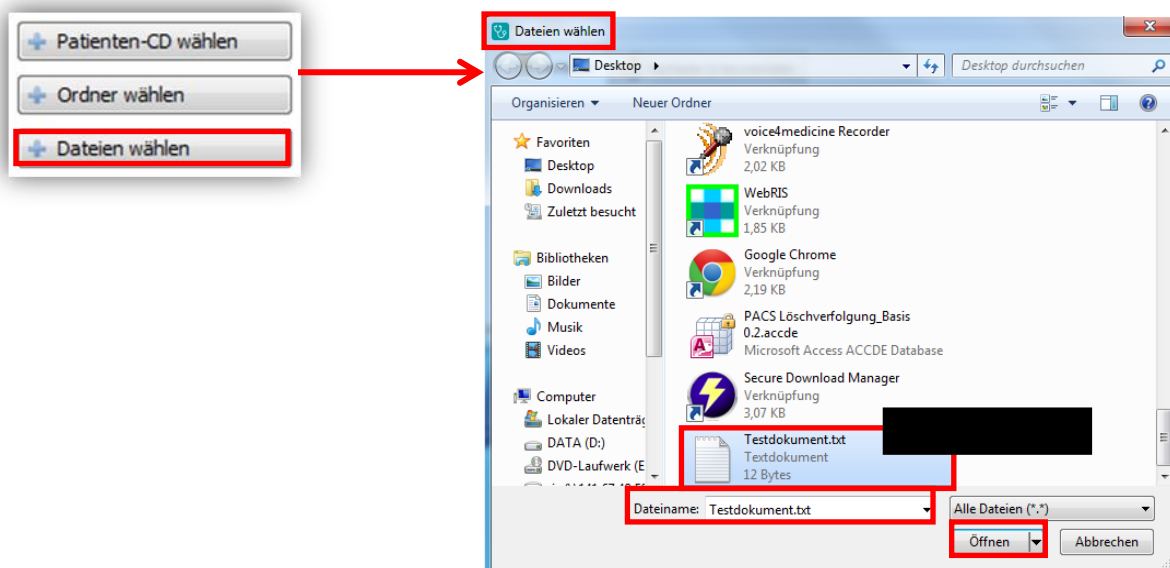 Patienten-CD wählen
Ordner wählen
Dateien wählen
Dateien wählen
Desktop
Desktop durchsuchen
Organisieren
Neuer Ordner
Favoriten
Desktop
Downloads
Zuletzt besucht
Bibliotheken
Bilder
Dokumente
Musik
Videos
Computer
Lokaler Datenträg
DATA (D:)
DVD-Laufwerk (E
voice4medicine Recorder
Verknüpfung
2,02 KB
WebRIS
Verknüpfung
1,85 KB
Google Chrome
Verknüpfung
2,19 KB
PACS Löschverfolgung_Basis
0.2.accde
Microsoft Access ACCDE Database
Secure Download Manager
Verknüpfung
3,07 KB
Testdokument.txt
Textdokument
12 Bytes
Dateiname: Testdokument.txt
Alle Dateien (*.*)
Öffnen
Abbrechen